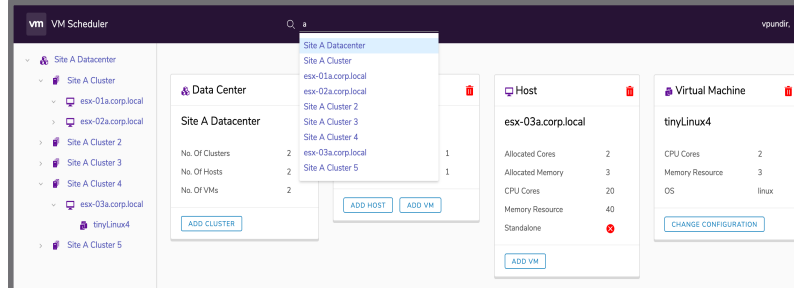 vm VM Scheduler
a
vpundir,
Site A Datacenter
Site A Cluster
esx-01a.corp.local
esx-02a.corp.local
Site A Cluster 2
Site A Cluster 3
Site A Cluster 4
esx-03a.corp.local
tinyLinux4
Site A Cluster 5
Site A Datacenter
Site A Cluster
esx-01a.corp.local
esx-02a.corp.local
Site A Cluster 2
Site A Cluster 3
Site A Cluster 4
esx-03a.corp.local
Site A Cluster 5
Data Center
Site A Datacenter
No. Of Clusters 2
No. Of Hosts 2
No. Of VMs 2
ADD CLUSTER
1
1
ADD HOST ADD VM
Host
esx-03a.corp.local
Allocated Cores 2
Allocated Memory 3
CPU Cores 20
Memory Resource 40
Standalone
ADD VM
Virtual Machine
tinyLinux4
CPU Cores 2
Memory Resource 3
OS linux
CHANGE CONFIGURATION